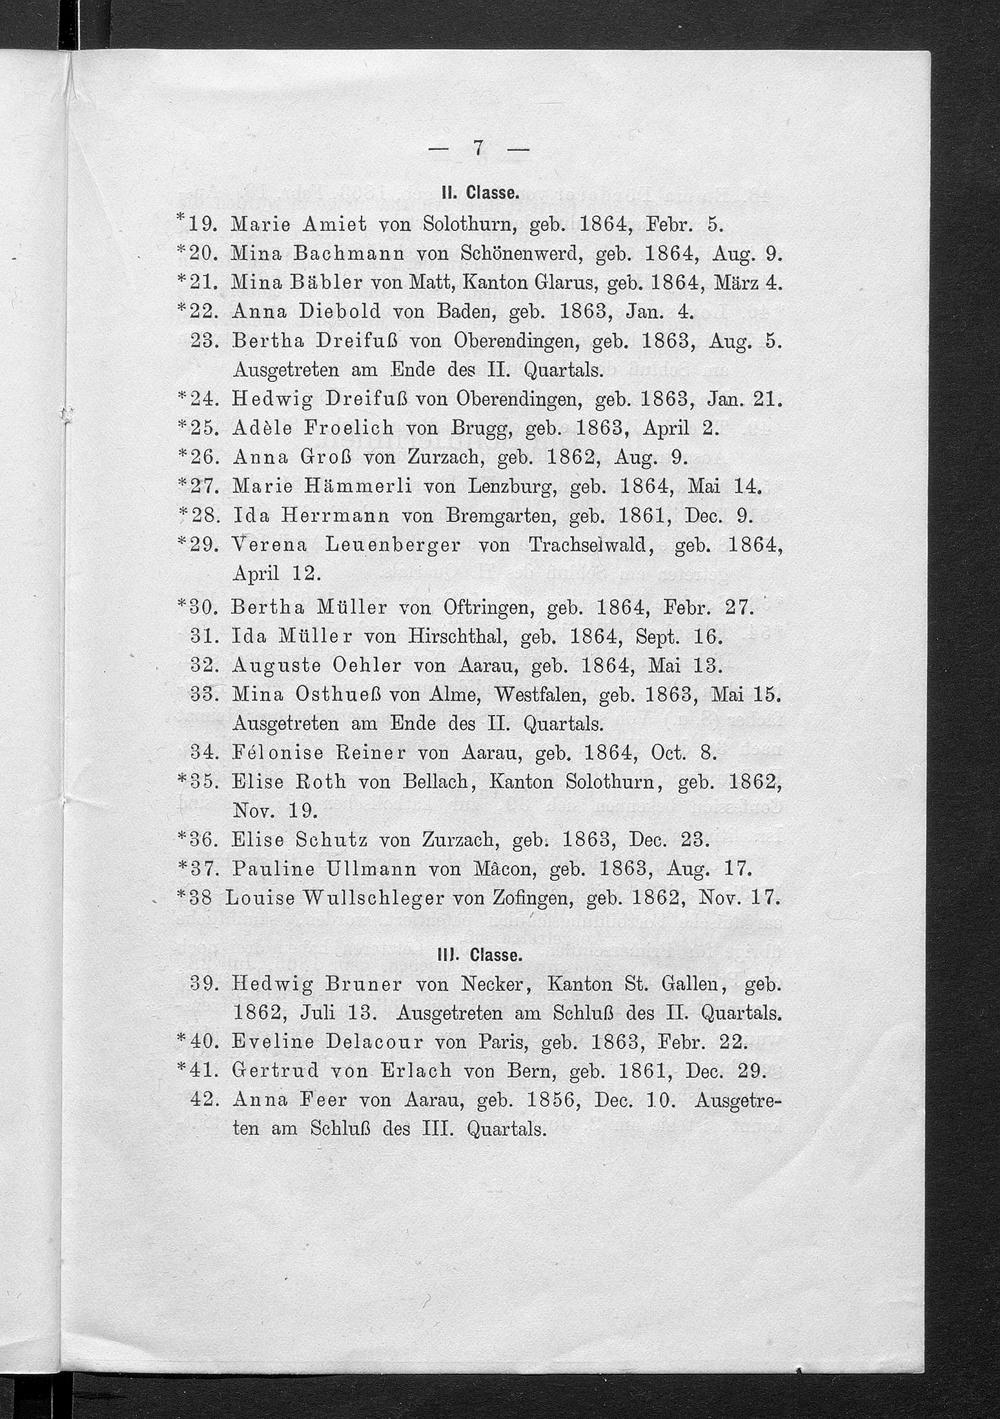 — 7 —
II. Classe.
*19. Marie Amiet von Solothurn, geb. 1864, Febr. 5.
*20. Mina Bachmann von Schönenwerd, geb. 1864, Aug. 9.
*21. Mina Bäbler von Matt, Kanton Glarus, geb. 1864, März 4.
*22. Anna Diebold von Baden, geb. 1863, Jan. 4.
23. Bertha Dreifuß von Oberendingen, geb. 1863, Aug. 5.
Ausgetreten am Ende des II. Quartals.
*24. Hedwig Dreifuß von Oberendingen, geb. 1863, Jan. 21.
*25. Adèle Froelich von Brugg, geb. 1863, April 2.
*26. Anna Groß von Zurzach, geb. 1862, Aug. 9.
*27. Marie Hämmerli von Lenzburg, geb. 1864, Mai 14.
*28. Ida Herrmann von Bremgarten, geb. 1861, Dec. 9.
*29. Verena Leuenberger von Trachselwald, geb. 1864,
April 12.
*30. Bertha Müller von Oftringen, geb. 1864, Febr. 27.
31. Ida Müller von Hirschthal, geb. 1864, Sept. 16.
32. Auguste Oehler von Aarau, geb. 1864, Mai 13.
33. Mina Osthueß von Alme, Westfalen, geb. 1863, Mai 15.
Ausgetreten am Ende des II. Quartals.
34. Félonise Reiner von Aarau, geb. 1864, Oct. 8.
*35. Elise Roth von Bellach, Kanton Solothurn, geb. 1862,
Nov. 19.
*36. Elise Schutz von Zurzach, geb. 1863, Dec. 23.
*37. Pauline Ullmann von Mâcon, geb. 1863, Aug. 17.
*38 Louise Wullschleger von Zofingen, geb. 1862, Nov. 17.
III. Classe.
39. Hedwig Bruner von Necker, Kanton St. Gallen, geb.
1862, Juli 13. Ausgetreten am Schluß des II. Quartals.
*40. Eveline Delacour von Paris, geb. 1863, Febr. 22.
*41. Gertrud von Erlach von Bern, geb. 1861, Dec. 29.
42. Anna Feer von Aarau, geb. 1856, Dec. 10. Ausgetre-
ten am Schluß des III. Quartals.